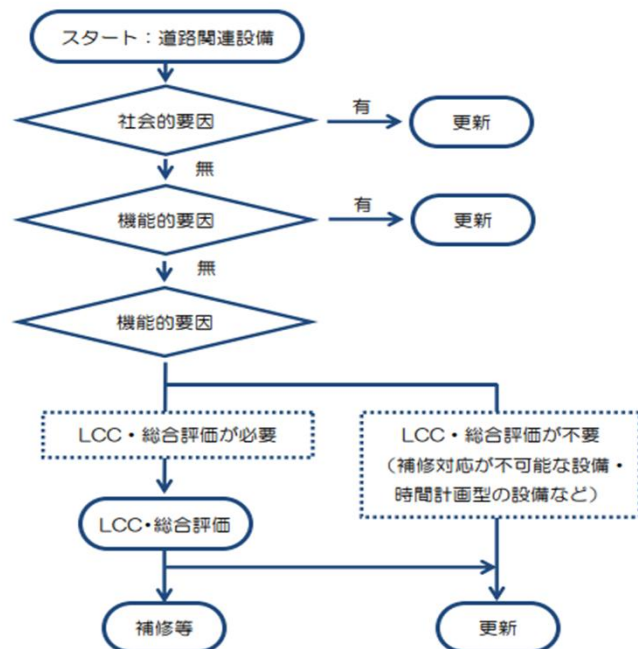 スタート：道路関連設備
社会的要因
有
更新
無
機能的要因
有
更新
無
機能的要因
LCC・総合評価が必要
LCC・総合評価が不要
（補修対応が不可能な設備・
時間計画型の設備など）
LCC・総合評価
補修等
更新